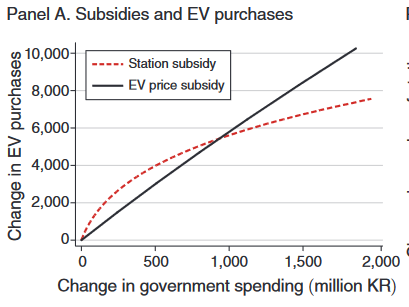 Panel A. Subsidies and EV purchases
Change in EV purchases
10,000
8,000
6,000
4,000
2,000
0
Station subsidy
EV price subsidy
0 500 1,000 1,500 2,000
Change in government spending (million KR)